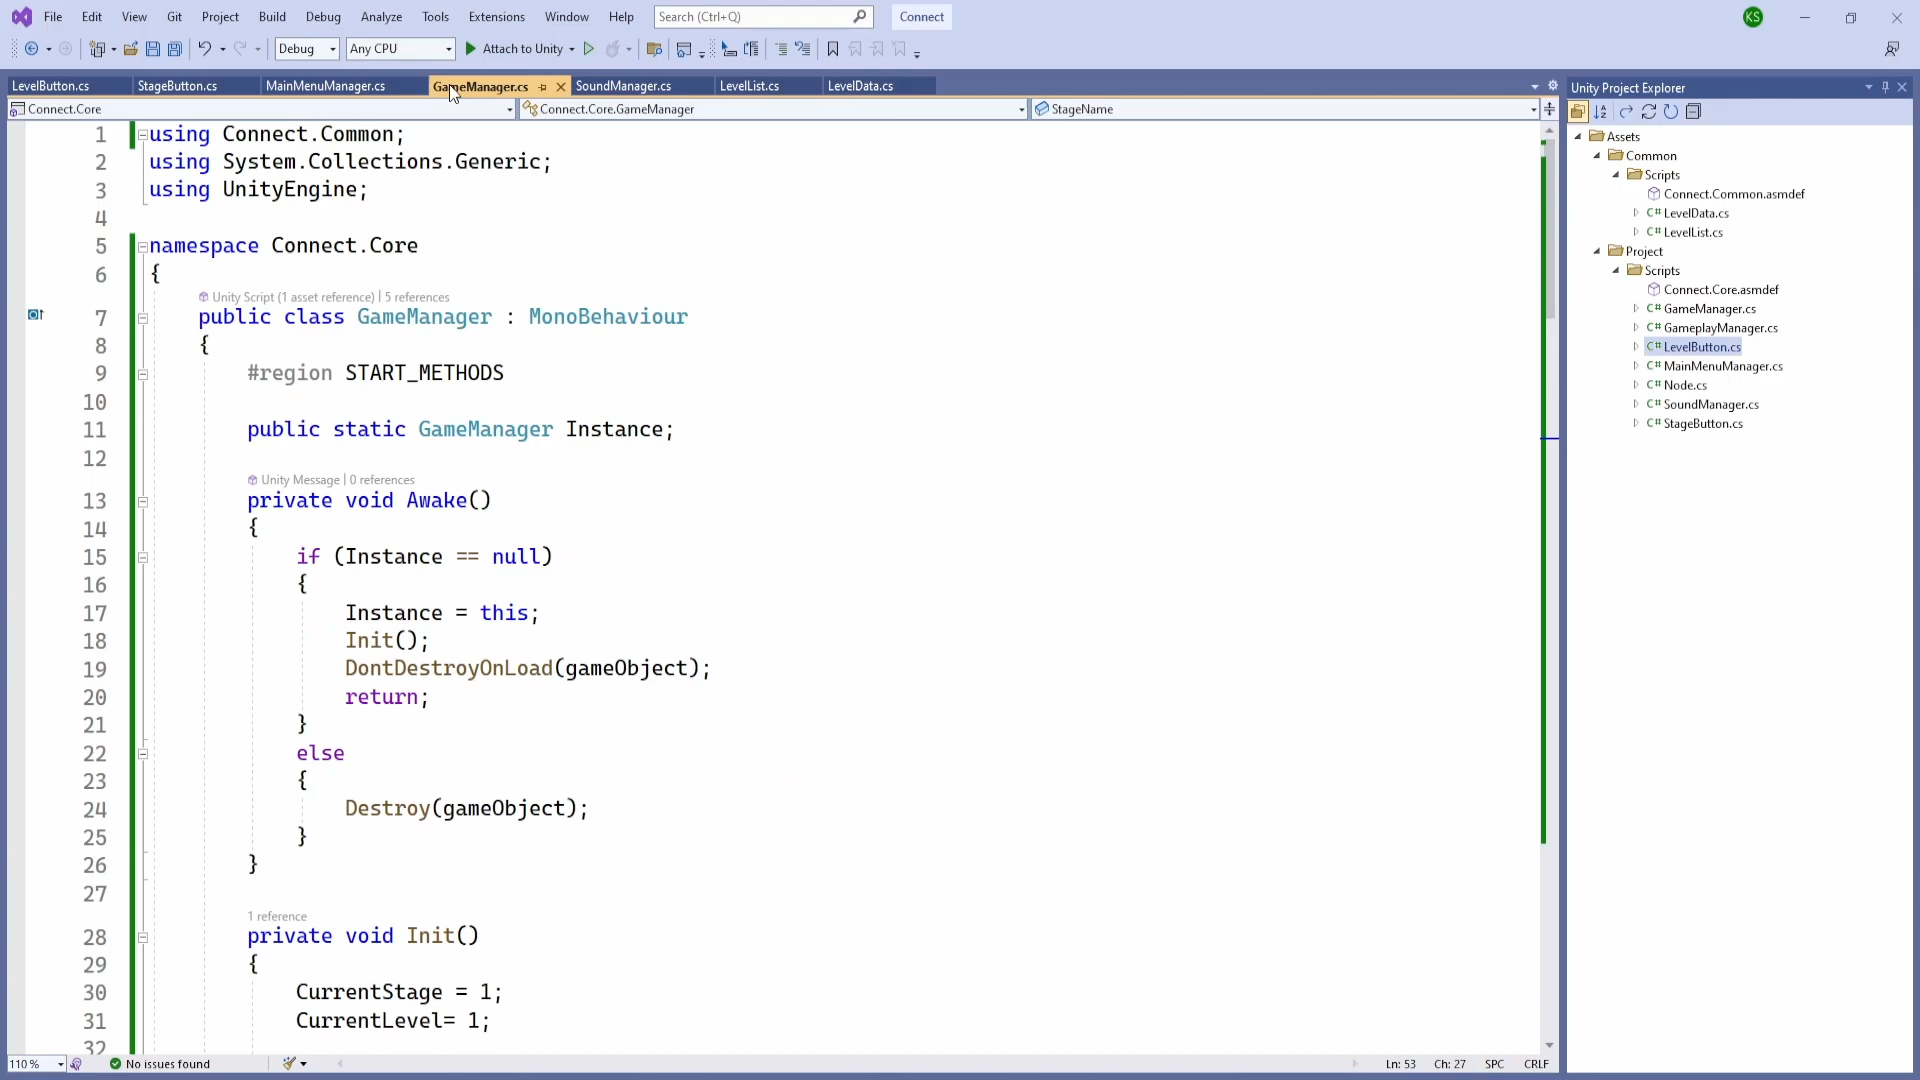 File Edit View Git Project Build Debug Analyze Tools Extensions Window Help Search (Ctrl+Q) Connect KS
Debug Any CPU Attach to Unity
LevelButton.cs StageButton.cs MainMenuManager.cs GameManager.cs SoundManager.cs LevelList.cs LevelData.cs
Connect.Core Connect.Core.GameManager StageName
1 using Connect.Common;
2 using System.Collections.Generic;
3 using UnityEngine;
4
5 namespace Connect.Core
6 {
Unity Script (1 asset reference) | 5 references
7 public class GameManager : MonoBehaviour
8 {
9 #region START_METHODS
10
11 public static GameManager Instance;
12
Unity Message | 0 references
13 private void Awake()
14 {
15 if (Instance == null)
16 {
17 Instance = this;
18 Init();
19 DontDestroyOnLoad(gameObject);
20 return;
21 }
22 else
23 {
24 Destroy(gameObject);
25 }
26 }
27
1 reference
28 private void Init()
29 {
30 CurrentStage = 1;
31 CurrentLevel= 1;
32
110 % No issues found Ln: 53 Ch: 27 SPC CRLF
Unity Project Explorer
Assets
Common
Scripts
Connect.Common.asmdef
C# LevelData.cs
C# LevelList.cs
Project
Scripts
Connect.Core.asmdef
C# GameManager.cs
C# GameplayManager.cs
C# LevelButton.cs
C# MainMenuManager.cs
C# Node.cs
C# SoundManager.cs
C# StageButton.cs